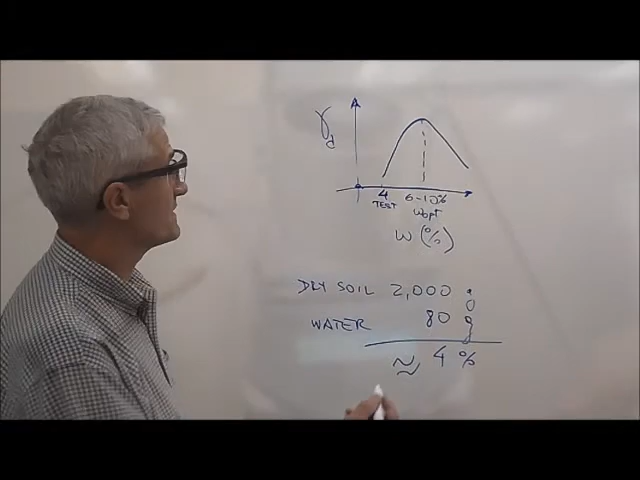 γd
4 6-10%
TEST Wopt
W (%)
DRY SOIL 2,000 g
WATER 80 g
≈ 4 %